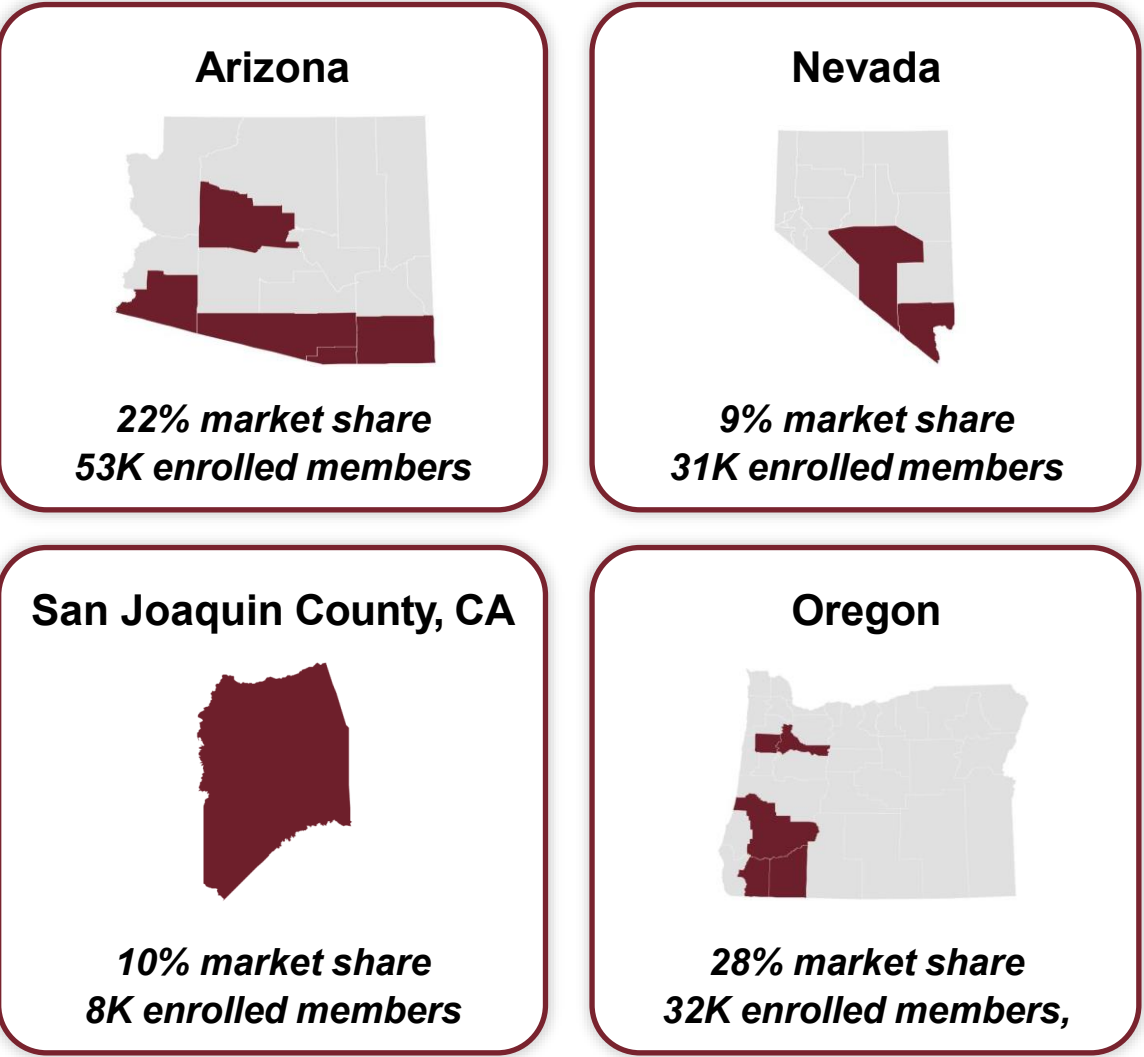 Arizona
22% market share
53K enrolled members
Nevada
9% market share
31K enrolled members
San Joaquin County, CA
10% market share
8K enrolled members
Oregon
28% market share
32K enrolled members,